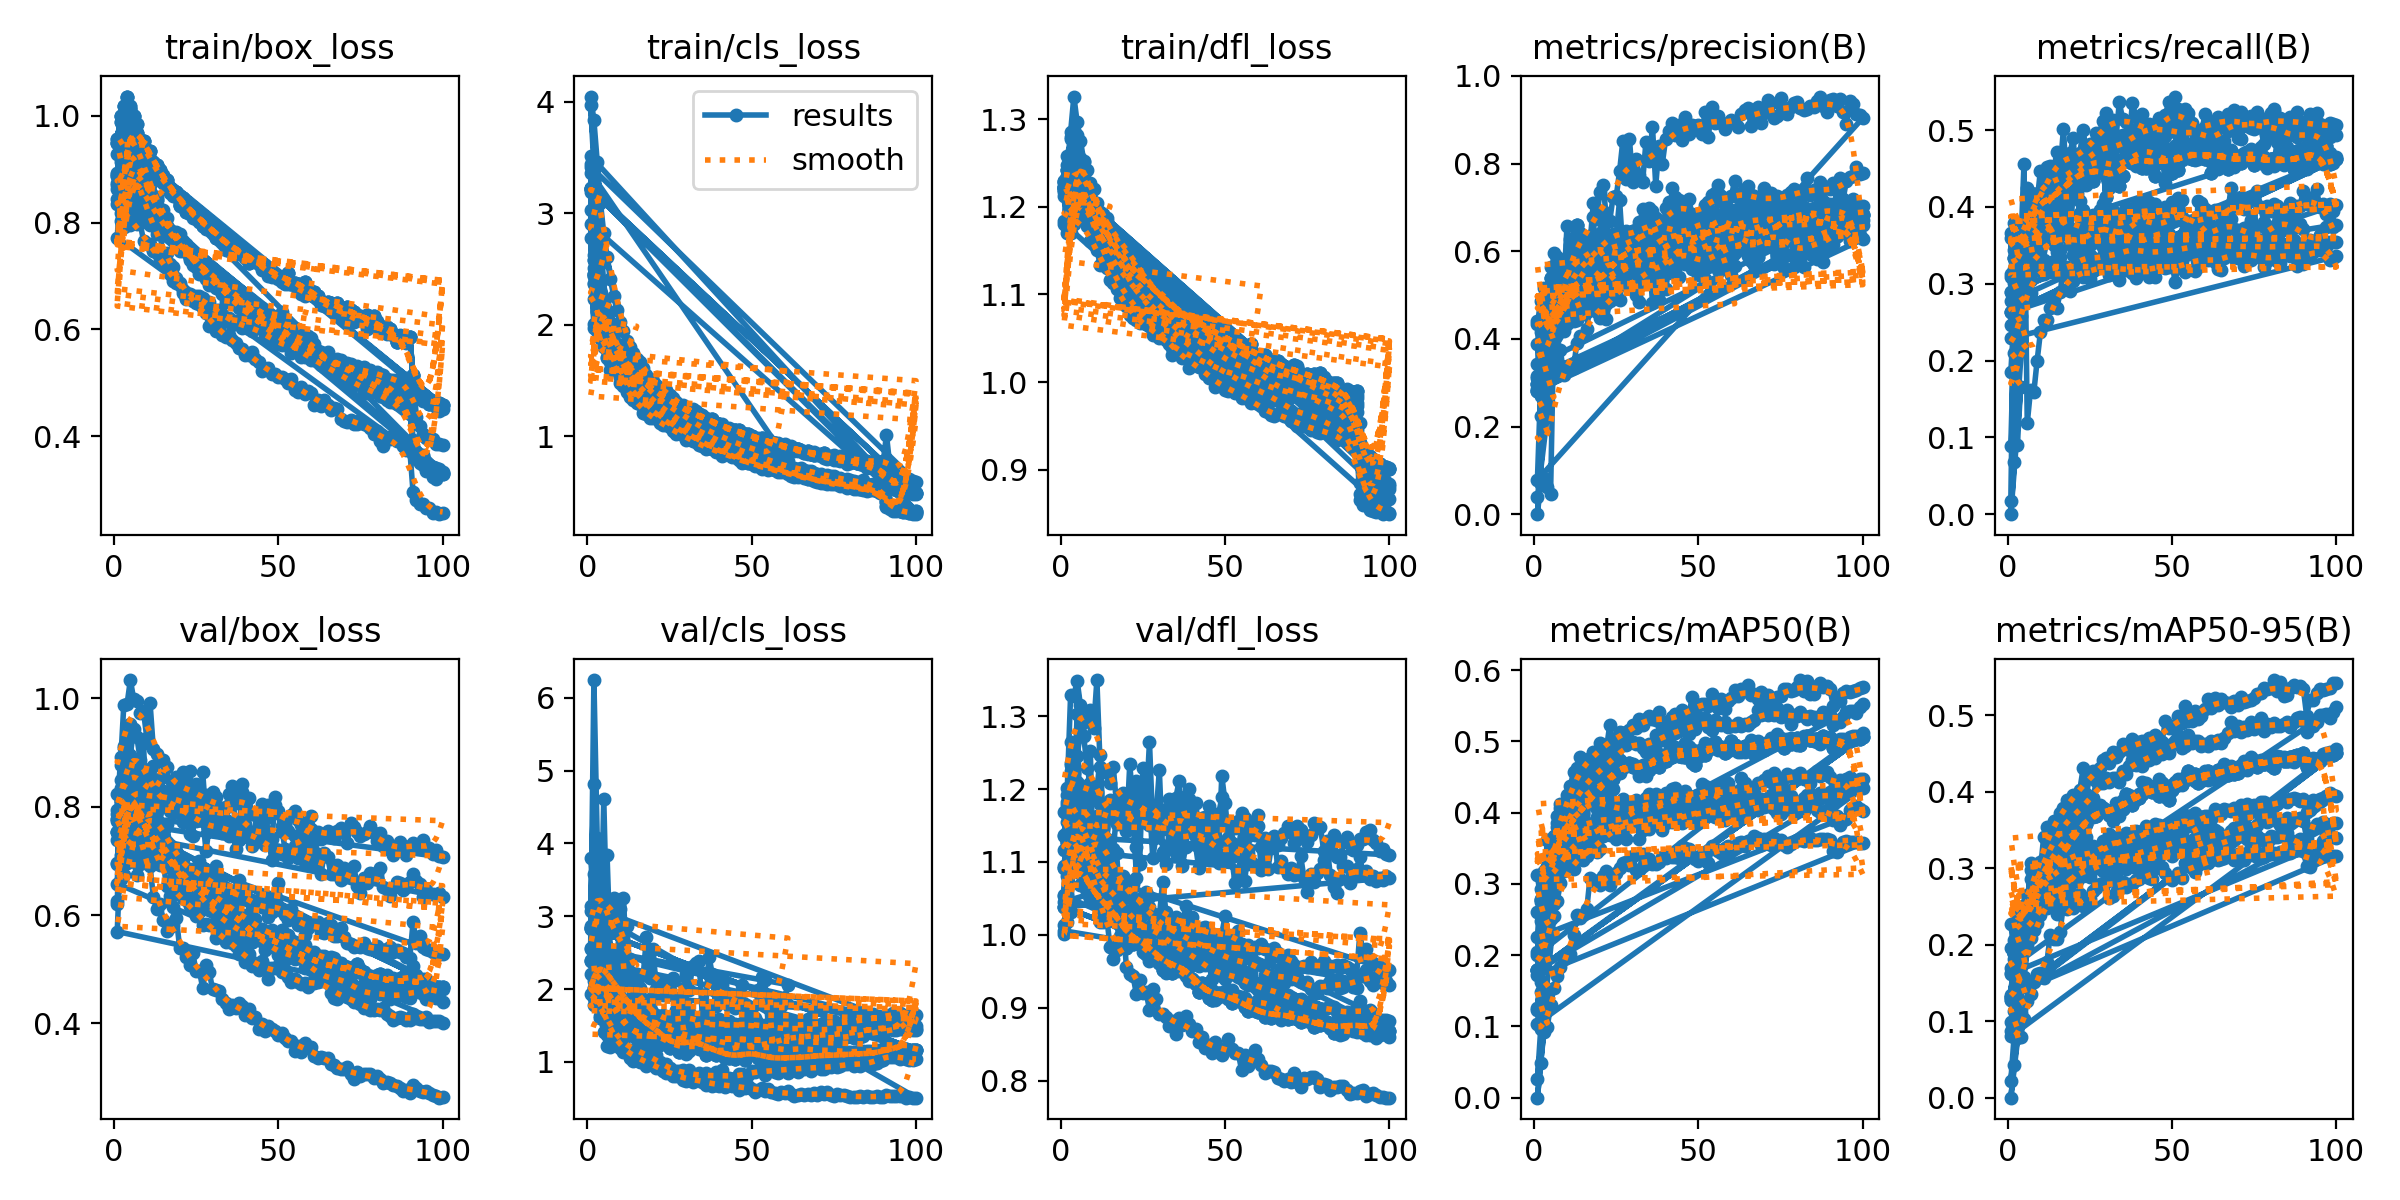 train/box_loss
1.0
0.8
0.6
0.4
0 50 100
train/cls_loss
results
smooth
4
3
2
1
0 50 100
train/dfl_loss
1.3
1.2
1.1
1.0
0.9
0 50 100
metrics/precision(B)
1.0
0.8
0.6
0.4
0.2
0.0
0 50 100
metrics/recall(B)
0.5
0.4
0.3
0.2
0.1
0.0
0 50 100
val/box_loss
1.0
0.8
0.6
0.4
0 50 100
val/cls_loss
6
5
4
3
2
1
0 50 100
val/dfl_loss
1.3
1.2
1.1
1.0
0.9
0.8
0 50 100
metrics/mAP50(B)
0.6
0.5
0.4
0.3
0.2
0.1
0.0
0 50 100
metrics/mAP50-95(B)
0.5
0.4
0.3
0.2
0.1
0.0
0 50 100